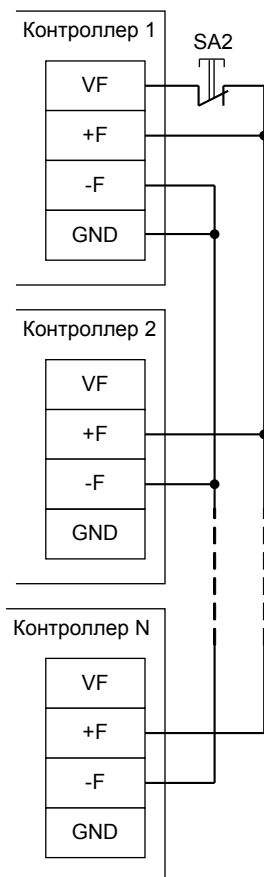 Контроллер 1
SA2
VF
+F
-F
GND
Контроллер 2
VF
+F
-F
GND
Контроллер N
VF
+F
-F
GND